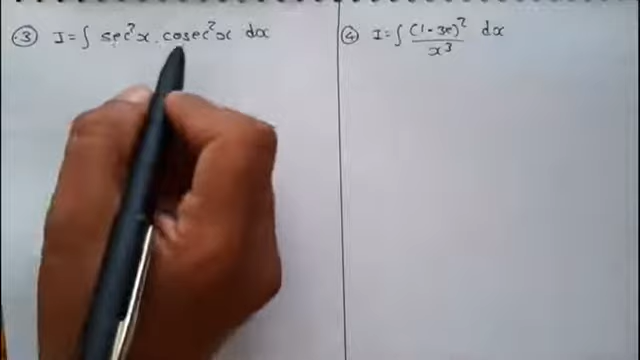 ③ I = ∫ sec²x . cosec²x dx
④ I = ∫ (1-3x)²/x³ dx